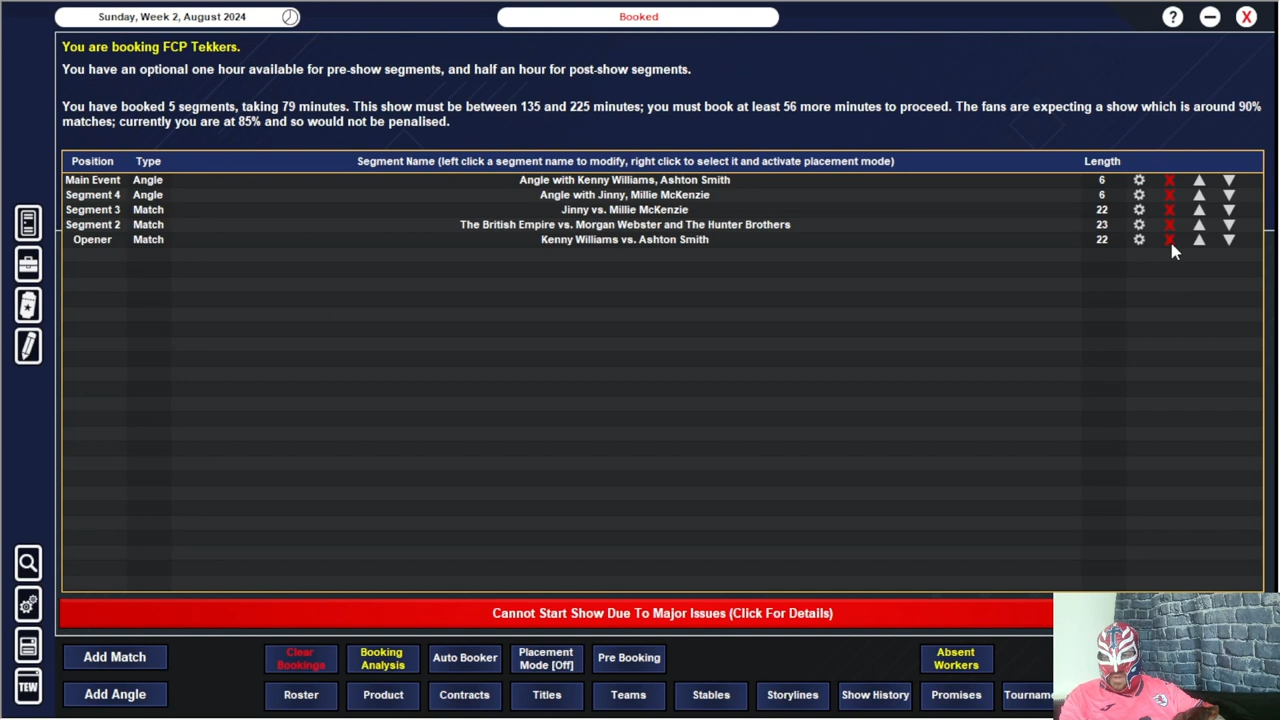 Sunday, Week 2, August 2024
Booked
?
X
You are booking FCP Tekkers.
You have an optional one hour available for pre-show segments, and half an hour for post-show segments.
You have booked 5 segments, taking 79 minutes. This show must be between 135 and 225 minutes; you must book at least 56 more minutes to proceed. The fans are expecting a show which is around 90%
matches; currently you are at 85% and so would not be penalised.
Position Type Segment Name (left click a segment name to modify, right click to select it and activate placement mode) Length
Main Event Angle Angle with Kenny Williams, Ashton Smith 6 X
Segment 4 Angle Angle with Jinny, Millie McKenzie 6 X
Segment 3 Match Jinny vs. Millie McKenzie 22 X
Segment 2 Match The British Empire vs. Morgan Webster and The Hunter Brothers 23 X
Opener Match Kenny Williams vs. Ashton Smith 22 X
Cannot Start Show Due To Major Issues (Click For Details)
Add Match
Clear
Bookings
Booking
Analysis
Auto Booker
Placement
Mode [Off]
Pre Booking
Absent
Workers
TEW
Add Angle
Roster
Product
Contracts
Titles
Teams
Stables
Storylines
Show History
Promises